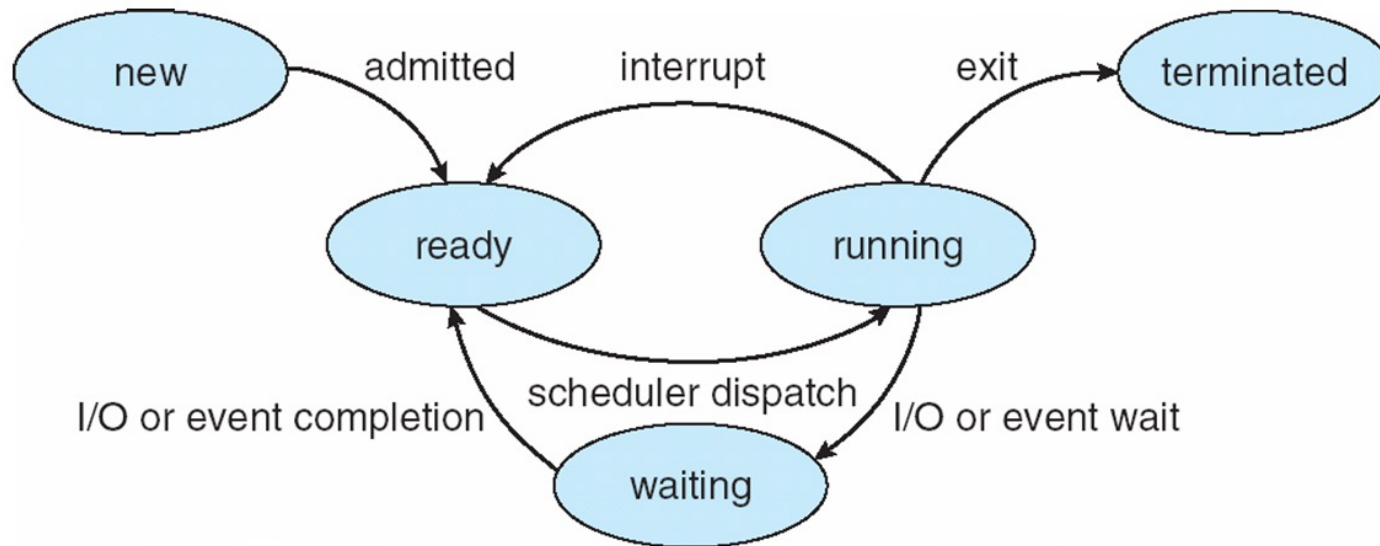 new
admitted
interrupt
exit
terminated
ready
running
scheduler dispatch
I/O or event completion
I/O or event wait
waiting